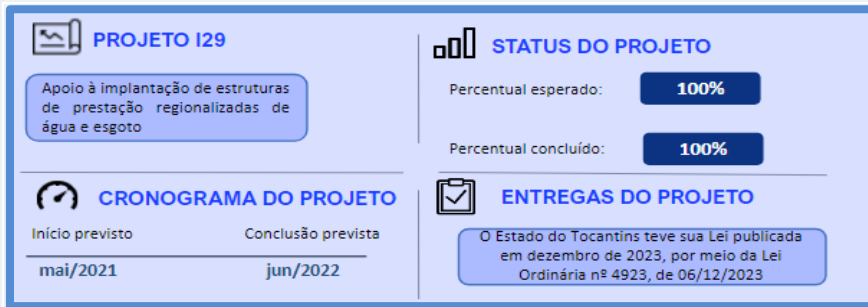 PROJETO I29
Apoio à implantação de estruturas
de prestação regionalizadas de
água e esgoto
STATUS DO PROJETO
Percentual esperado: 100%
Percentual concluído: 100%
CRONOGRAMA DO PROJETO
Início previsto Conclusão prevista
mai/2021 jun/2022
ENTREGAS DO PROJETO
O Estado do Tocantins teve sua Lei publicada
em dezembro de 2023, por meio da Lei
Ordinária nº 4923, de 06/12/2023